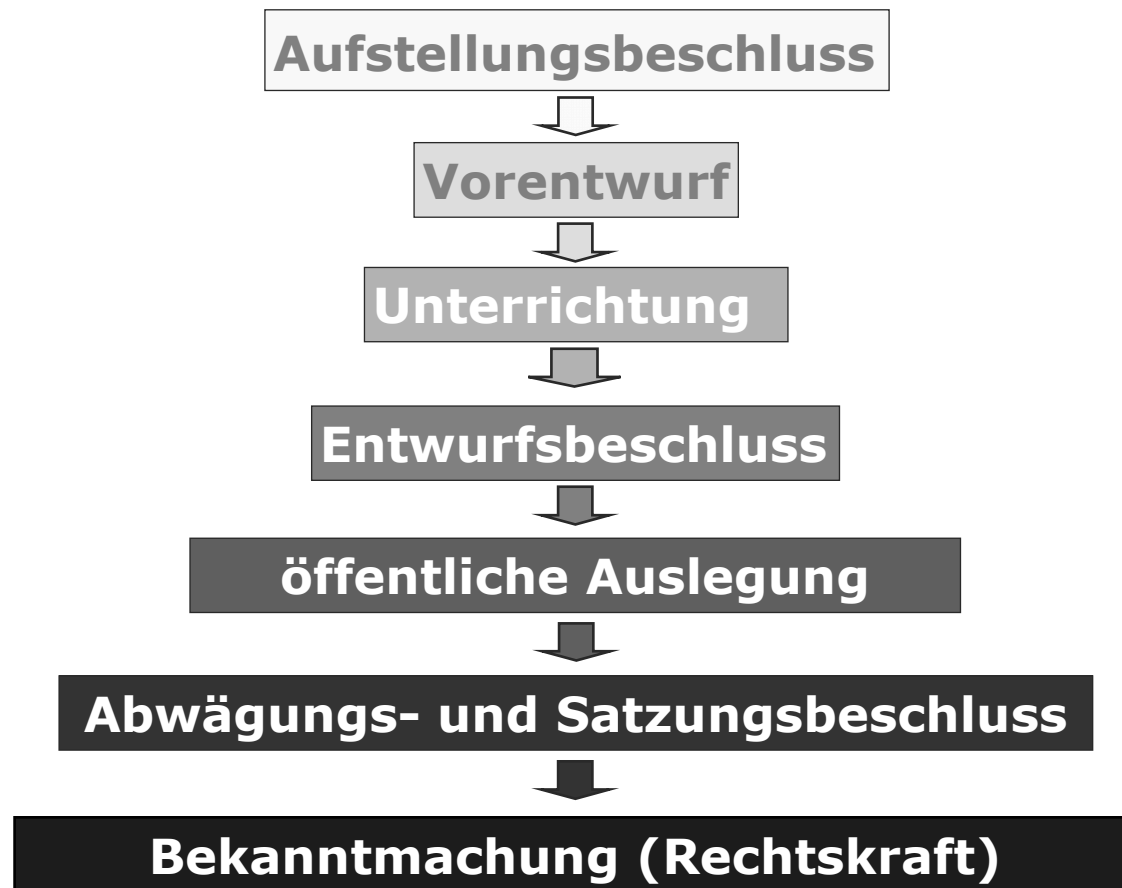 Aufstellungsbeschluss
Vorentwurf
Unterrichtung
Entwurfsbeschluss
öffentliche Auslegung
Abwägungs- und Satzungsbeschluss
Bekanntmachung (Rechtskraft)